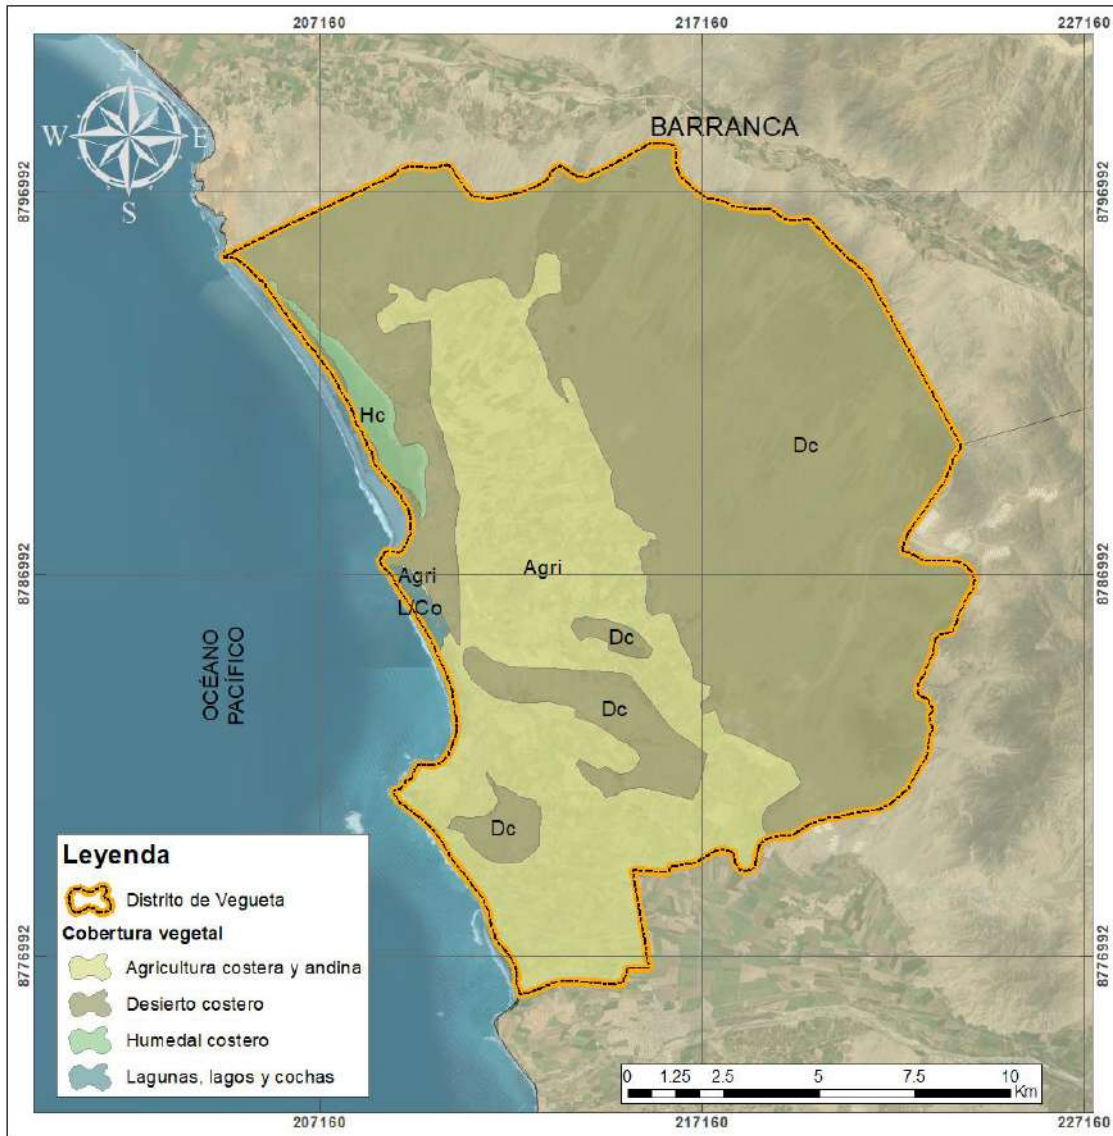 207160 217160 227160
N
W E
S
BARRANCA
8796992 8796992
Hc
Dc
8786992 8786992
Agri
Agri
L/Co
Dc
OCÉANO
PACÍFICO
Dc
Dc
Leyenda
Distrito de Vegueta
Cobertura vegetal
Agricultura costera y andina
Desierto costero
Humedal costero
Lagunas, lagos y cochas
8776992 8776992
0 1.25 2.5 5 7.5 10
Km
207160 217160 227160